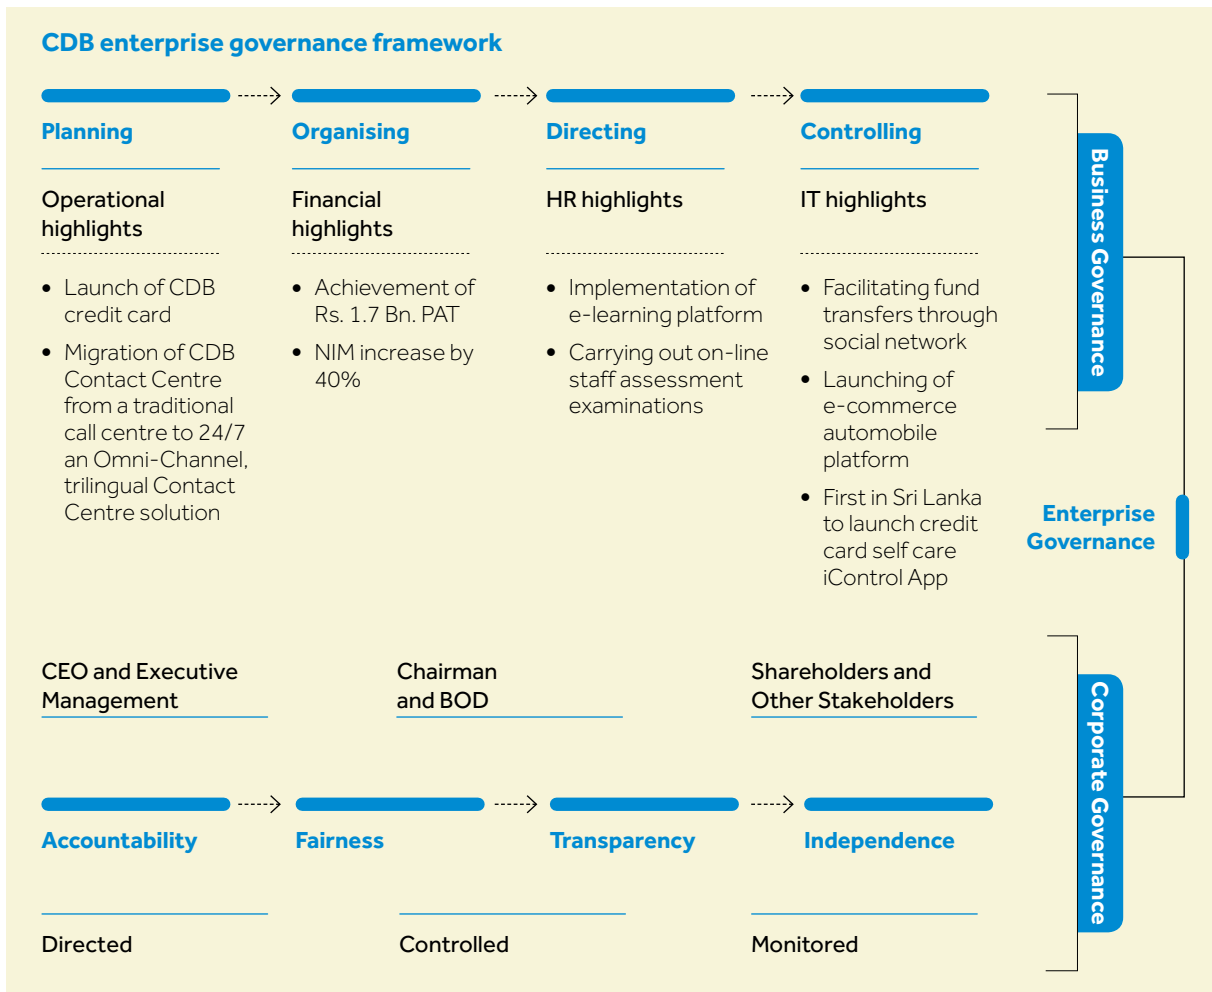 CDB enterprise governance framework
Planning
Organising
Directing
Controlling
Operational
highlights
Financial
highlights
HR highlights
IT highlights
• Launch of CDB
credit card
• Migration of CDB
Contact Centre
from a traditional
call centre to 24/7
an Omni-Channel,
trilingual Contact
Centre solution
• Achievement of
Rs. 1.7 Bn. PAT
• NIM increase by
40%
• Implementation of
e-learning platform
• Carrying out on-line
staff assessment
examinations
• Facilitating fund
transfers through
social network
• Launching of
e-commerce
automobile
platform
• First in Sri Lanka
to launch credit
card self care
iControl App
Business Governance
Enterprise
Governance
CEO and Executive
Management
Chairman
and BOD
Shareholders and
Other Stakeholders
Accountability
Fairness
Transparency
Independence
Directed
Controlled
Monitored
Corporate Governance